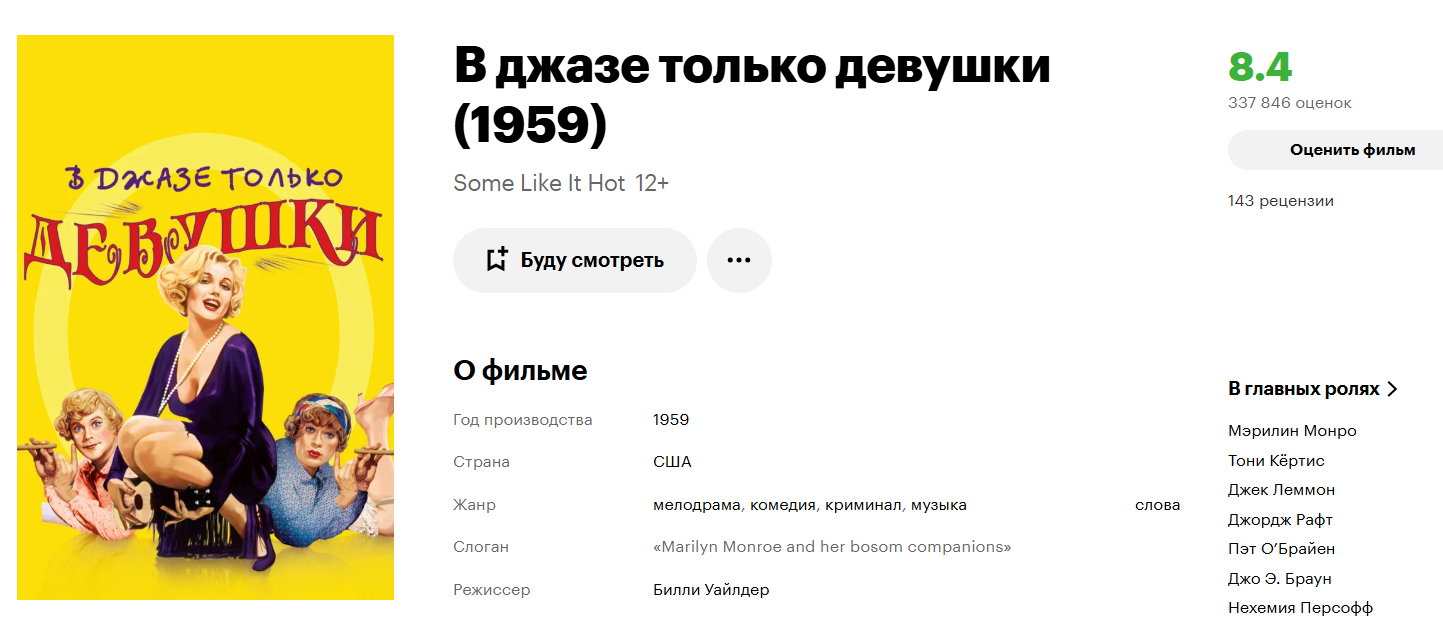 В ДЖАЗЕ ТОЛЬКО
ДЕВУШКИ
В джазе только девушки
(1959)
Some Like It Hot 12+
Буду смотреть
О фильме
Год производства 1959
Страна США
Жанр мелодрама, комедия, криминал, музыка слова
Слоган «Marilyn Monroe and her bosom companions»
Режиссер Билли Уайлдер
8.4
337 846 оценок
Оценить фильм
143 рецензии
В главных ролях
Мэрилин Монро
Тони Кёртис
Джек Леммон
Джордж Рафт
Пэт О’Брайен
Джо Э. Браун
Нехемия Персофф